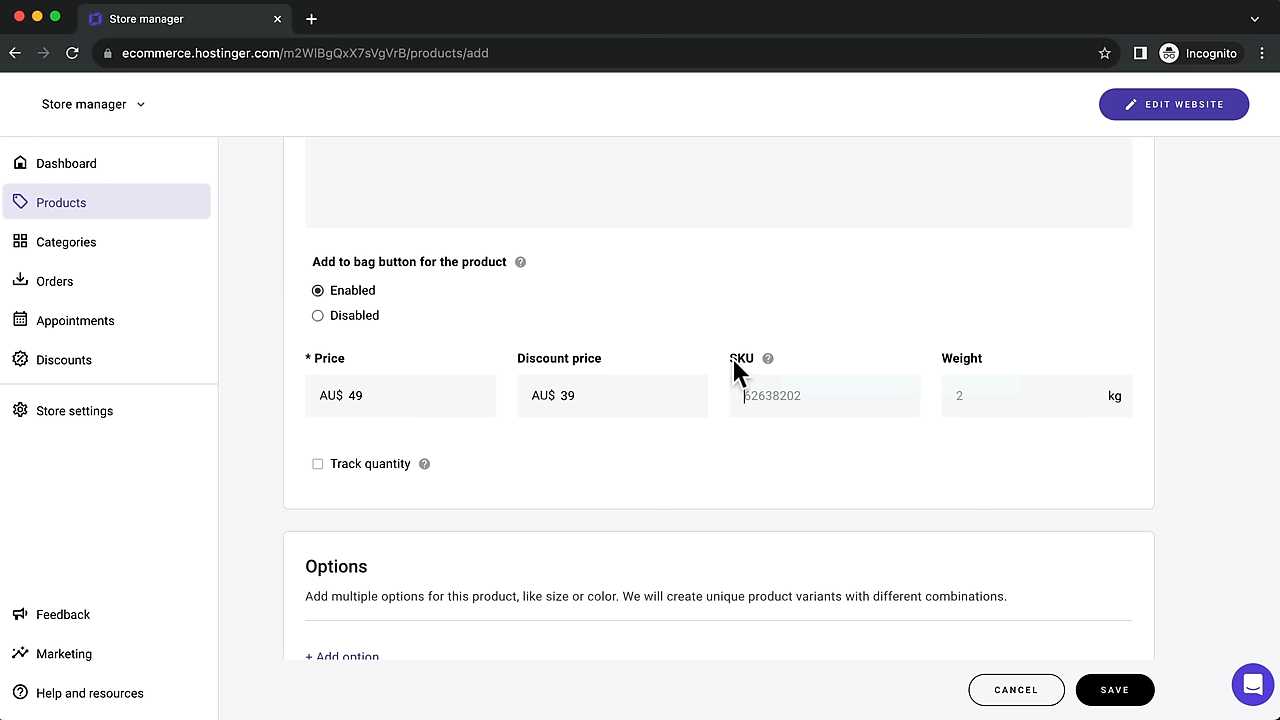 Store manager
ecommerce.hostinger.com/m2WlBgQxX7sVgVrB/products/add
Incognito
Store manager
EDIT WEBSITE
Dashboard
Products
Categories
Orders
Appointments
Discounts
Store settings
Feedback
Marketing
Help and resources
Add to bag button for the product
Enabled
Disabled
* Price
Discount price
SKU
Weight
AU$ 49
AU$ 39
62638202
2
kg
Track quantity
Options
Add multiple options for this product, like size or color. We will create unique product variants with different combinations.
+ Add option
CANCEL
SAVE